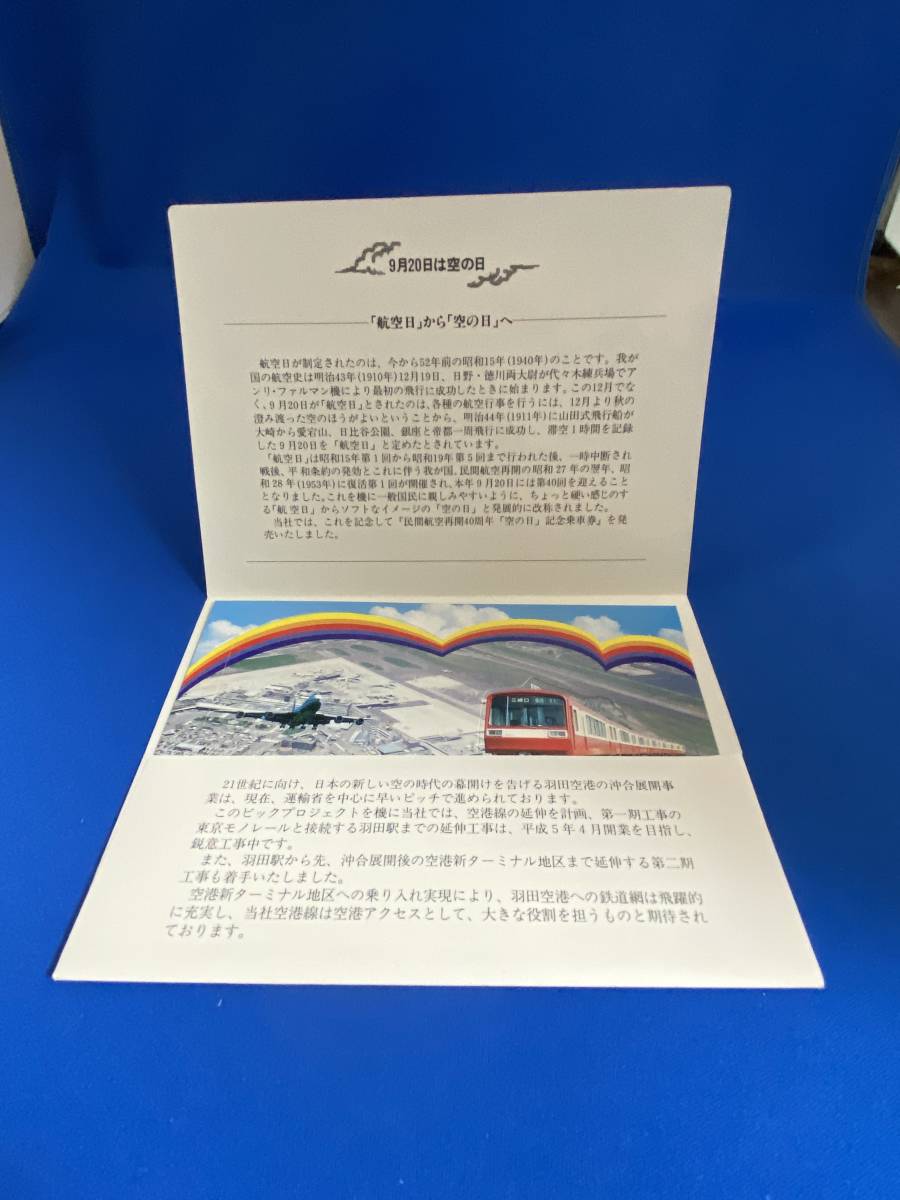 9月20日は空の日
「航空日」から「空の日」へ
航空日が制定されたのは、今から52年前の昭和15年(1940年)のことです。我が
国の航空史は明治43年(1910年)12月19日、日野・徳川両大尉が代々木練兵場でア
ンリ・ファルマン機により最初の飛行に成功したときに始まります。この12月でな
く、9月20日が「航空日」とされたのは、各種の航空行事を行うには、12月より秋の
澄み渡った空のほうがよいということから、明治44年(1911年)に山田式飛行船が
大崎から愛宕山、日比谷公園、銀座と帝都一周飛行に成功し、滞空1時間を記録
した9月20日を「航空日」と定めたとされています。
「航空日」は昭和15年第1回から昭和19年第5回まで行われた後、一時中断され
戦後、平和条約の発効とこれに伴う我が国、民間航空再開の昭和27年の翌年、昭
和28年(1953年)に復活第1回が開催され、本年9月20日には第40回を迎えること
となりました。これを機に一般国民に親しみやすいように、ちょっと硬い感じのす
る「航空日」からソフトなイメージの「空の日」と発展的に改称されました。
当社では、これを記念して『民間航空再開40周年「空の日」記念乗車券』を発
売いたしました。
三崎口
21世紀に向け、日本の新しい空の時代の幕開けを告げる羽田空港の沖合展開事
業は、現在、運輸省を中心に早いピッチで進められております。
このビックプロジェクトを機に当社では、空港線の延伸を計画、第一期工事の
東京モノレールと接続する羽田駅までの延伸工事は、平成5年4月開業を目指し、
鋭意工事中です。
また、羽田駅から先、沖合展開後の空港新ターミナル地区まで延伸する第二期
工事も着手いたしました。
空港新ターミナル地区への乗り入れ実現により、羽田空港への鉄道網は飛躍的
に充実し、当社空港線は空港アクセスとして、大きな役割を担うものと期待され
ております。